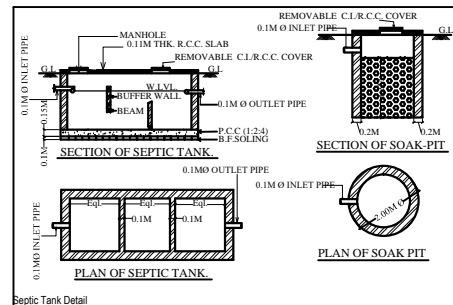 MANHOLE
0.11M THK. R.C.C. SLAB
REMOVABLE C.I./R.C.C. COVER
G.L.
G.L.
0.1M Ø INLET PIPE
W.LVL.
BUFFER WALL
BEAM
0.1M Ø OUTLET PIPE
0.15M
0.1M
P.C.C (1:2:4)
B.F.SOLING
SECTION OF SEPTIC TANK.
REMOVABLE C.I./R.C.C. COVER
0.1M Ø INLET PIPE
G.L.
0.2M
0.2M
SECTION OF SOAK-PIT
0.1MØ OUTLET PIPE
Eql.
Eql.
Eql.
0.1M
0.1M
0.1MØ INLET PIPE
PLAN OF SEPTIC TANK.
0.1M Ø INLET PIPE
2.00M Ø
PLAN OF SOAK PIT
Septic Tank Detail